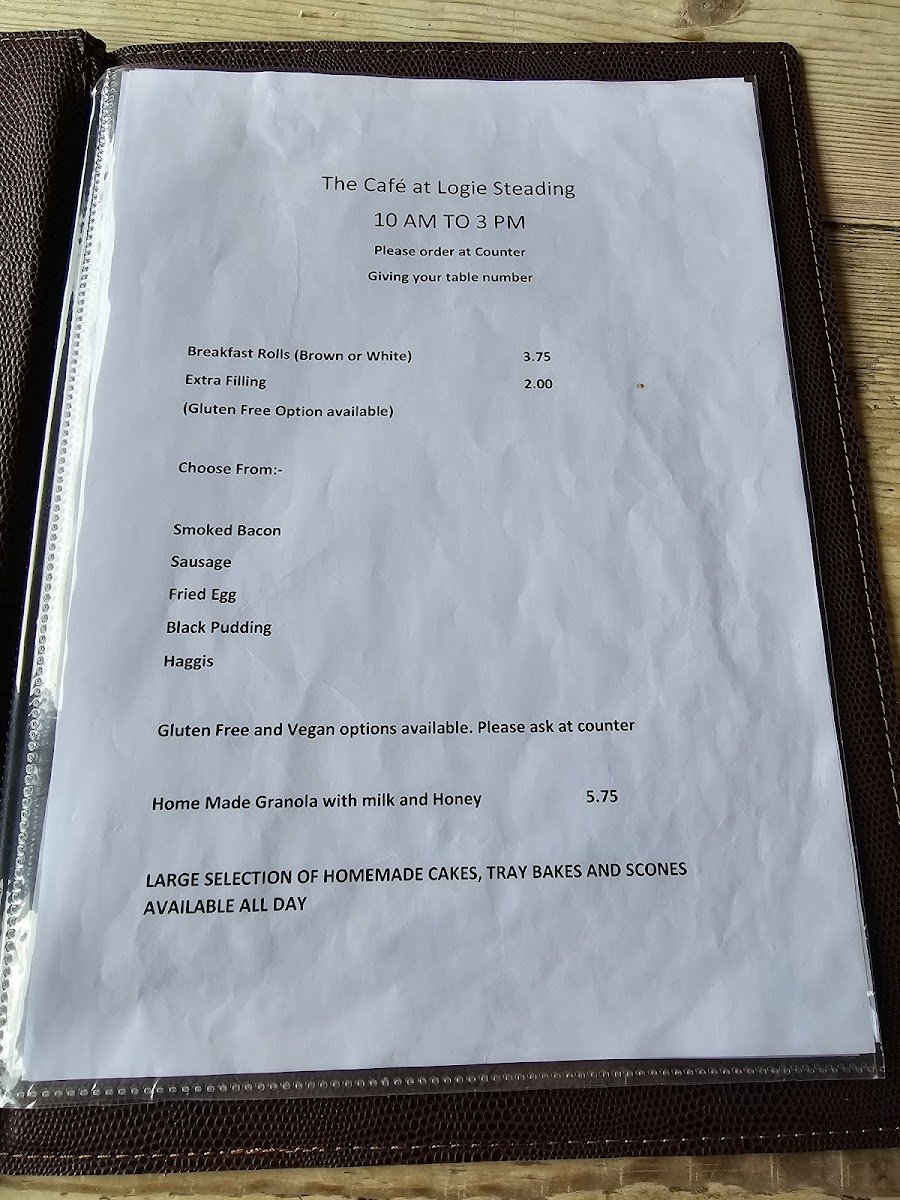 The Café at Logie Steading
10 AM TO 3 PM
Please order at Counter
Giving your table number
Breakfast Rolls (Brown or White) 3.75
Extra Filling 2.00
(Gluten Free Option available)
Choose From:-
Smoked Bacon
Sausage
Fried Egg
Black Pudding
Haggis
Gluten Free and Vegan options available. Please ask at counter
Home Made Granola with milk and Honey 5.75
LARGE SELECTION OF HOMEMADE CAKES, TRAY BAKES AND SCONES
AVAILABLE ALL DAY